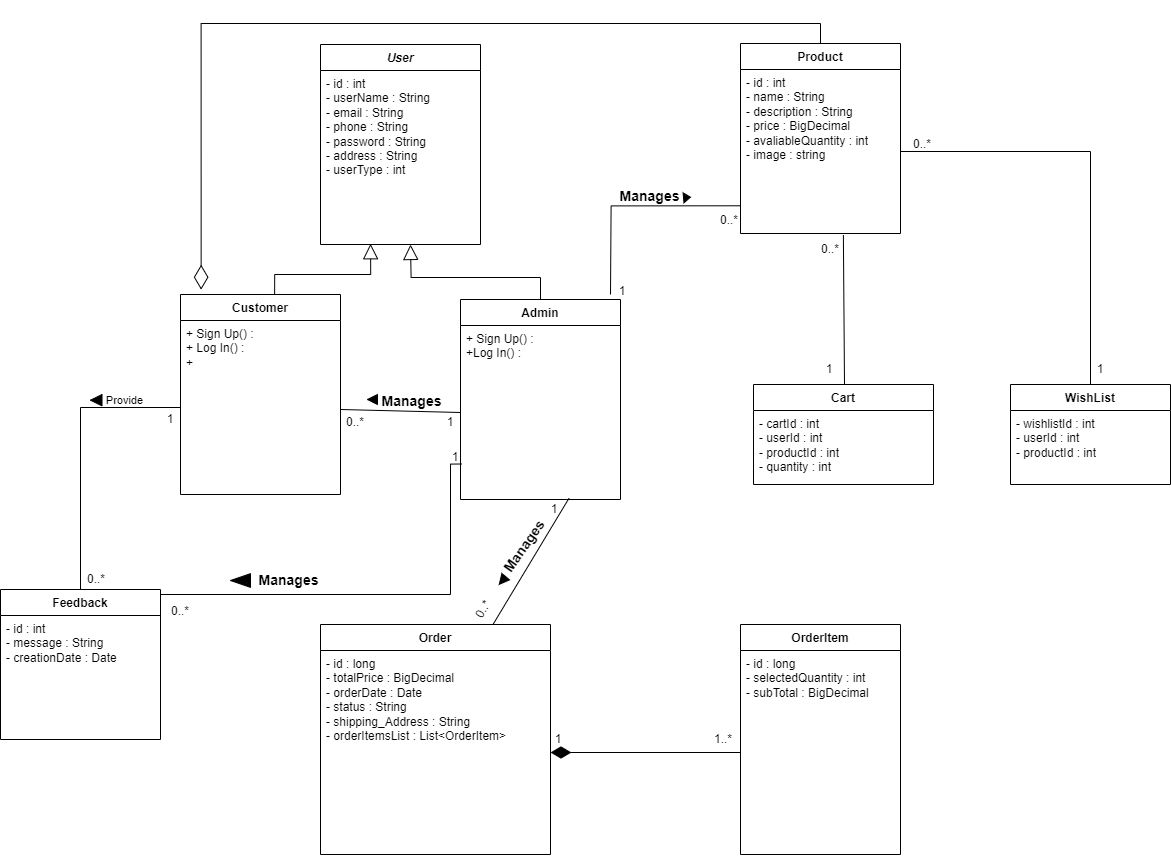 User
- id : int
- userName : String
- email : String
- phone : String
- password : String
- address : String
- userType : int
Product
- id : int
- name : String
- description : String
- price : BigDecimal
- avaliableQuantity : int
- image : string
0..*
Manages
0..*
0..*
1
Customer
+ Sign Up() :
+ Log In() :
+
Admin
+ Sign Up() :
+Log In() :
1
1
Cart
- cartId : int
- userId : int
- productId : int
- quantity : int
WishList
- wishlistId : int
- userId : int
- productId : int
Provide
1
Manages
0..*
1
1
1
Manages
0..*
Manages
0..*
0..*
Feedback
- id : int
- message : String
- creationDate : Date
Order
- id : long
- totalPrice : BigDecimal
- orderDate : Date
- status : String
- shipping_Address : String
- orderItemsList : List<OrderItem>
1
1..*
OrderItem
- id : long
- selectedQuantity : int
- subTotal : BigDecimal